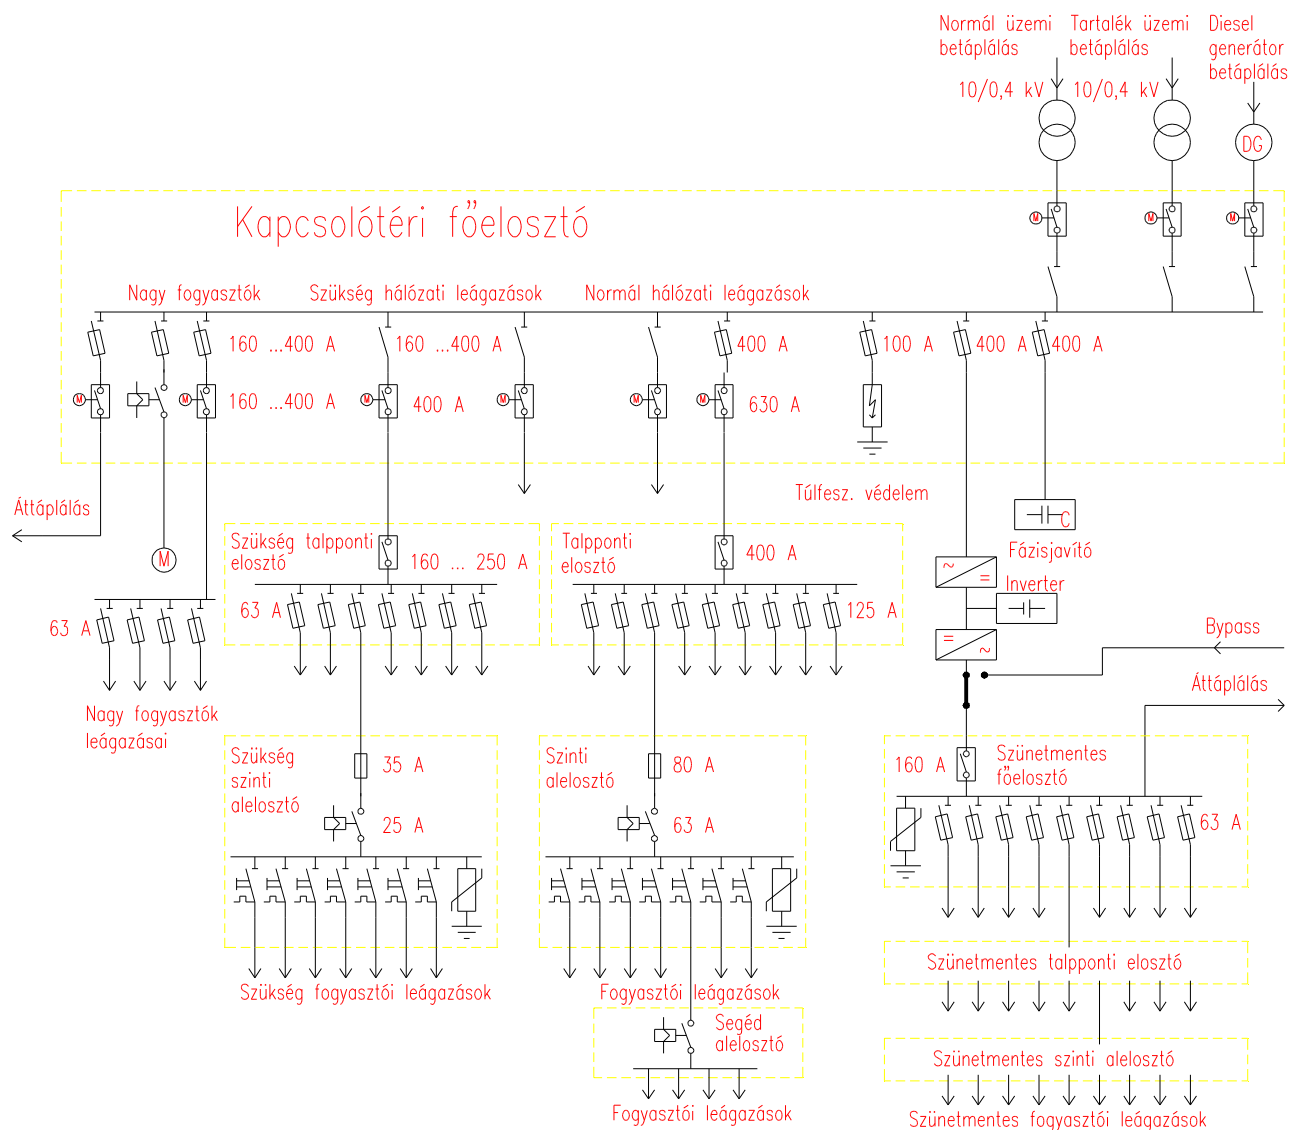 Normál üzemi
betáplálás
Tartalék üzemi
betáplálás
Diesel
generátor
betáplálás
10/0,4 kV
10/0,4 kV
DG
M
M
M
Kapcsolótéri főelosztó
Nagy fogyasztók
Szükség hálózati leágazások
Normál hálózati leágazások
160 ...400 A
160 ...400 A
400 A
100 A
400 A
400 A
M
M
160 ...400 A
M
400 A
M
M
M
630 A
Túlfesz. védelem
Áttáplálás
M
C
Fázisjavító
Szükség talpponti
elosztó
160 ... 250 A
63 A
Talpponti
elosztó
400 A
125 A
~
=
Inverter
=
~
63 A
Nagy fogyasztók
leágazásai
Bypass
Áttáplálás
Szükség
szinti
alelosztó
35 A
25 A
Szinti
alelosztó
80 A
63 A
160 A
Szünetmentes
főelosztó
63 A
Szükség fogyasztói leágazások
Fogyasztói leágazások
Szünetmentes talpponti elosztó
Segéd
alelosztó
Szünetmentes szinti alelosztó
Fogyasztói leágazások
Szünetmentes fogyasztói leágazások